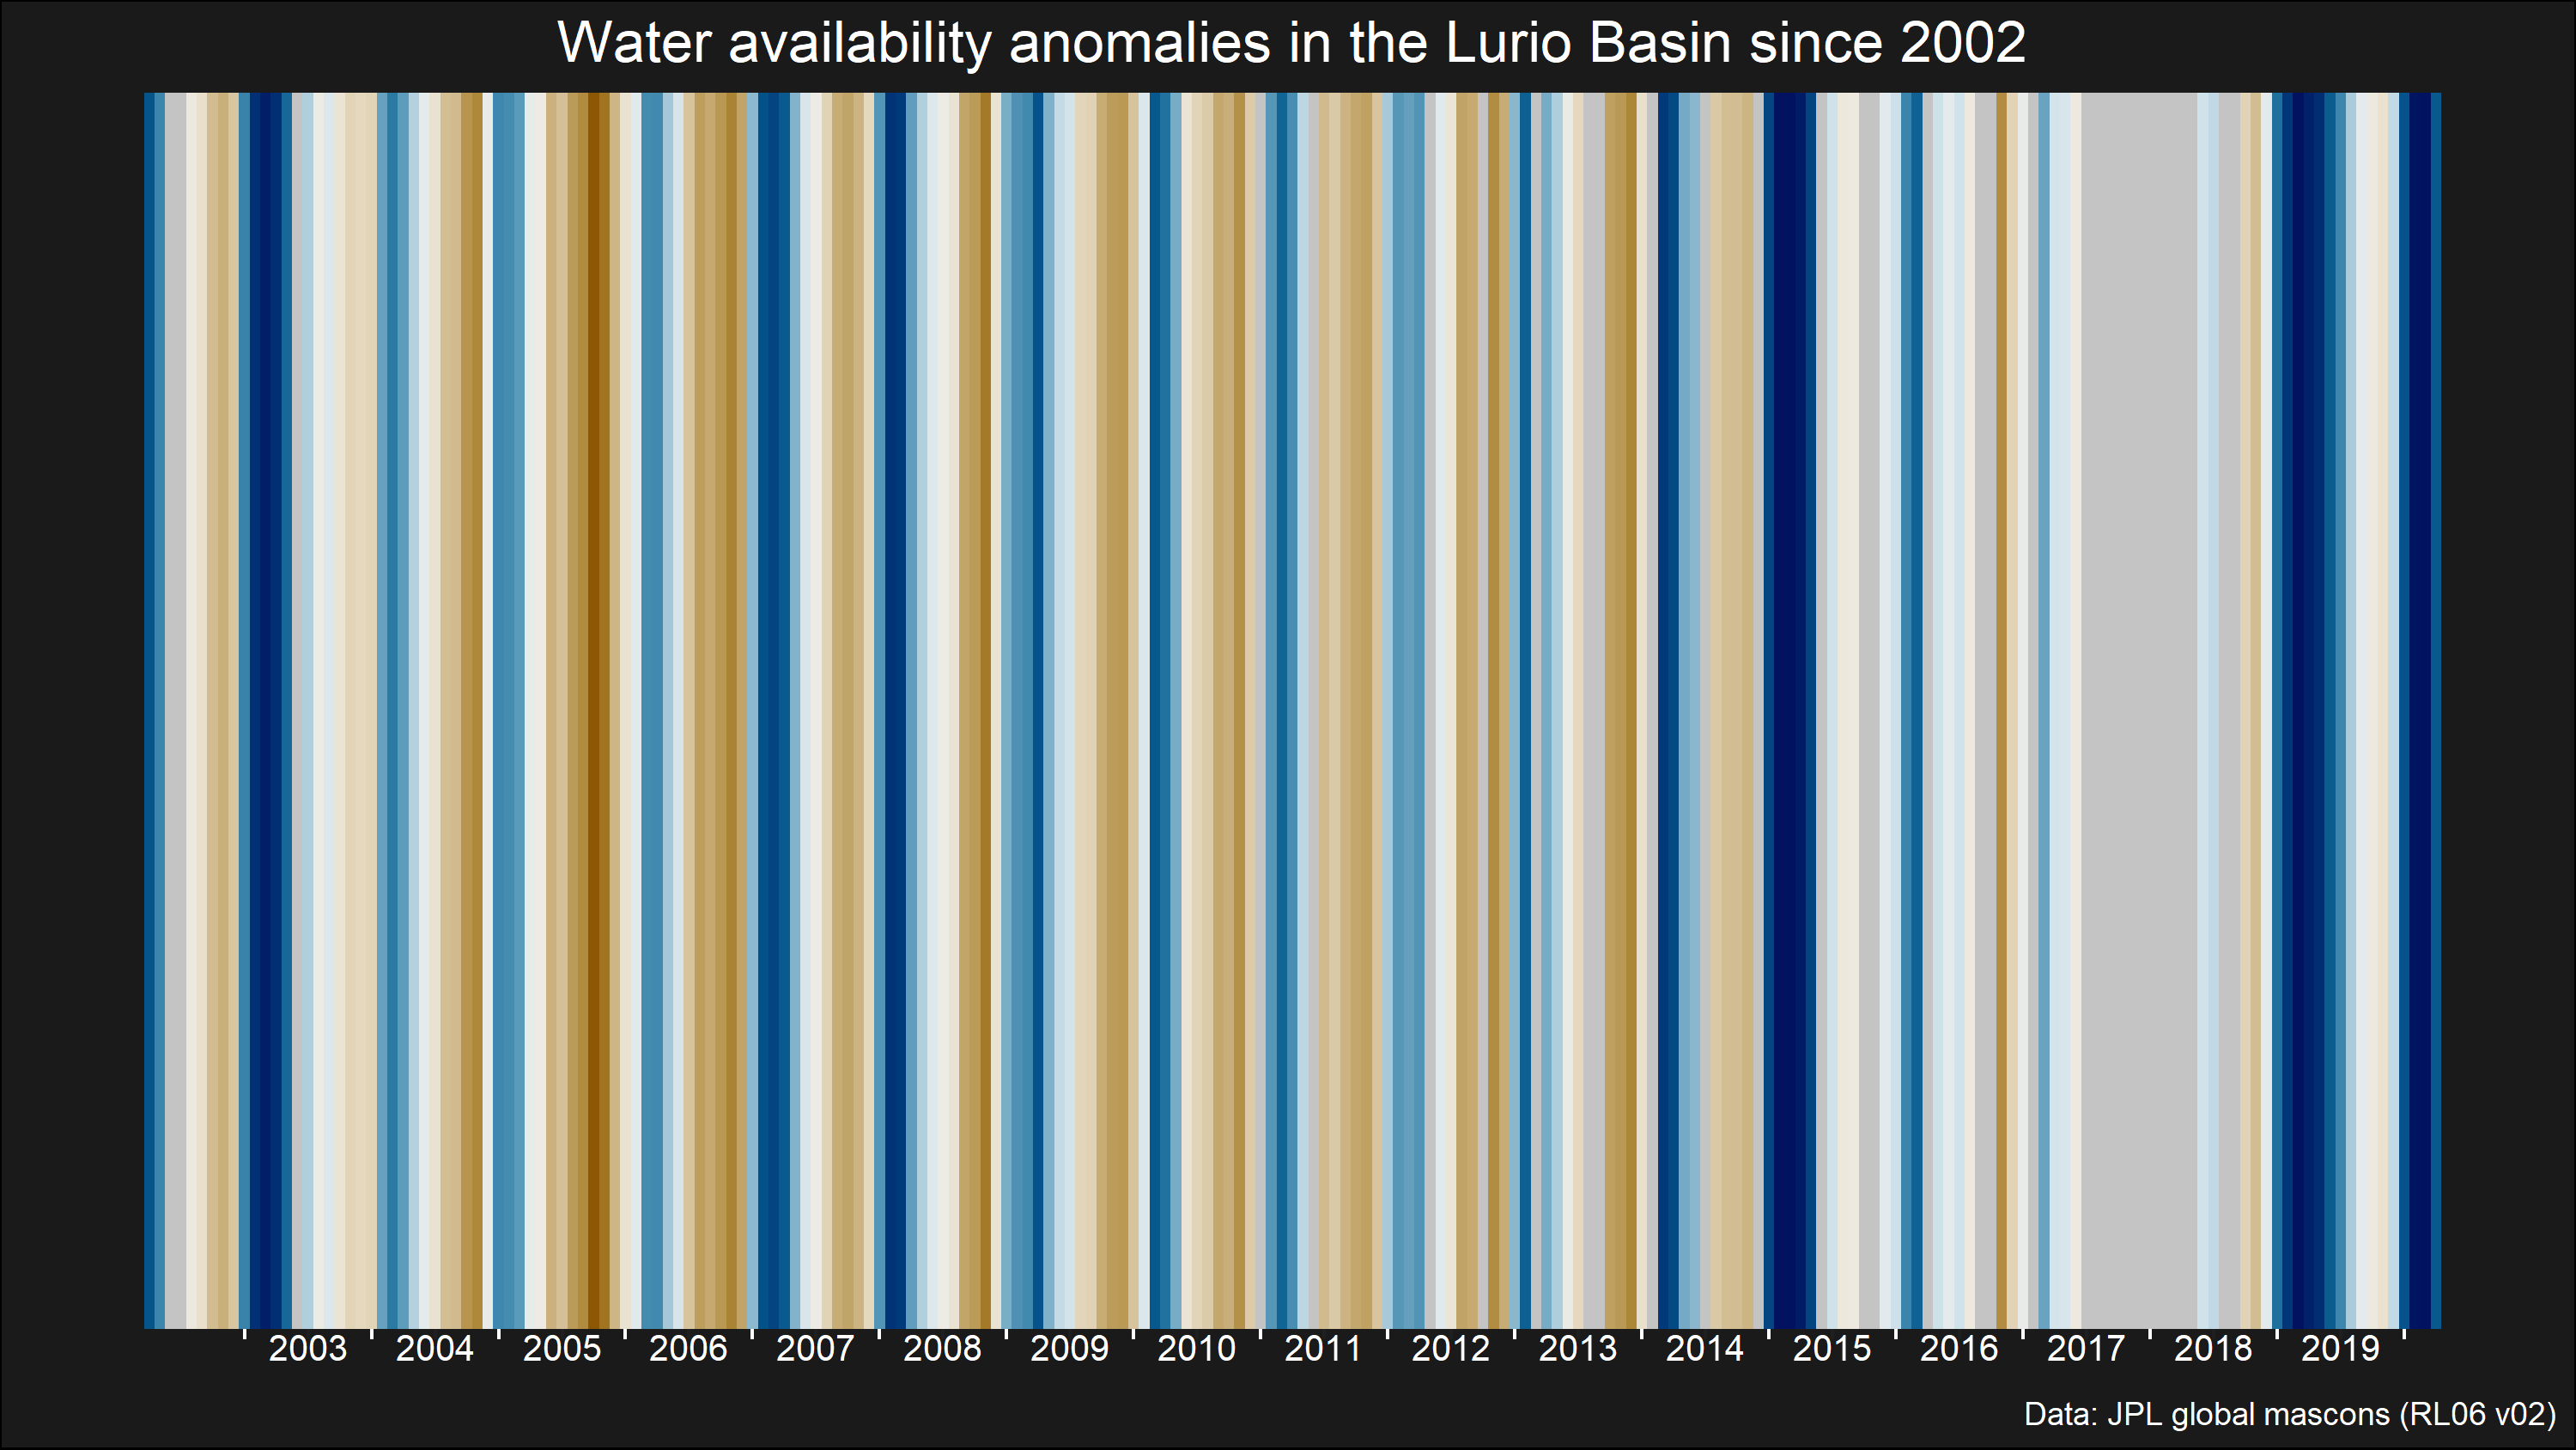 Water availability anomalies in the Lurio Basin since 2002
2003 2004 2005 2006 2007 2008 2009 2010 2011 2012 2013 2014 2015 2016 2017 2018 2019
Data: JPL global mascons (RL06 v02)